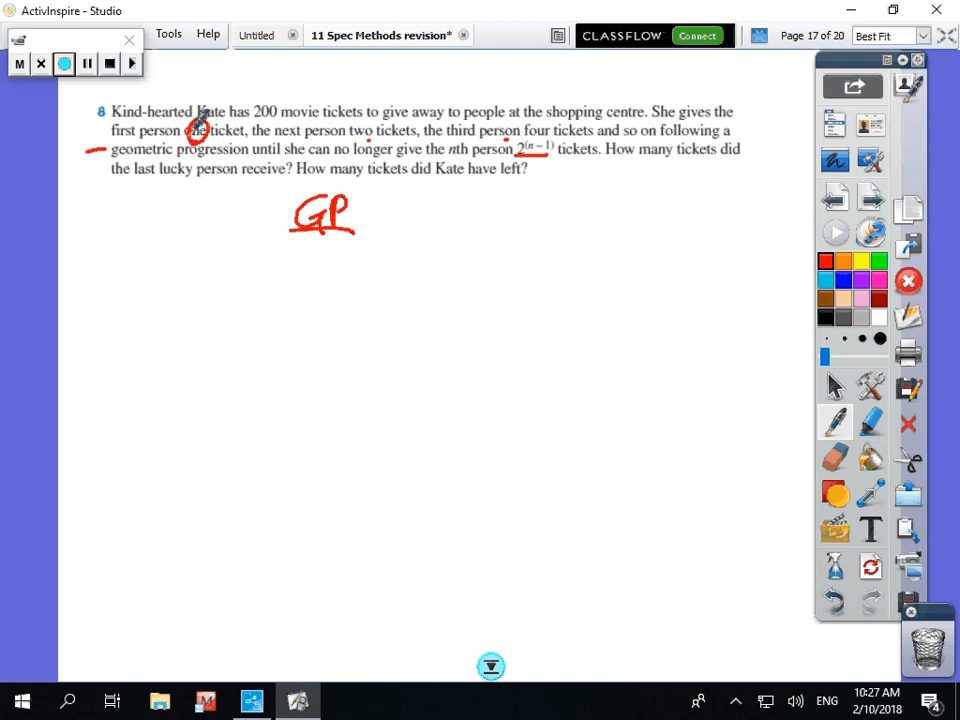 ActivInspire - Studio
Tools Help Untitled 11 Spec Methods revision* CLASSFLOW Connect Page 17 of 20 Best Fit
M
8 Kind-hearted Kate has 200 movie tickets to give away to people at the shopping centre. She gives the
first person one ticket, the next person two tickets, the third person four tickets and so on following a
geometric progression until she can no longer give the nth person 2^(n−1) tickets. How many tickets did
the last lucky person receive? How many tickets did Kate have left?
GP
T
ENG
10:27 AM
2/10/2018
4